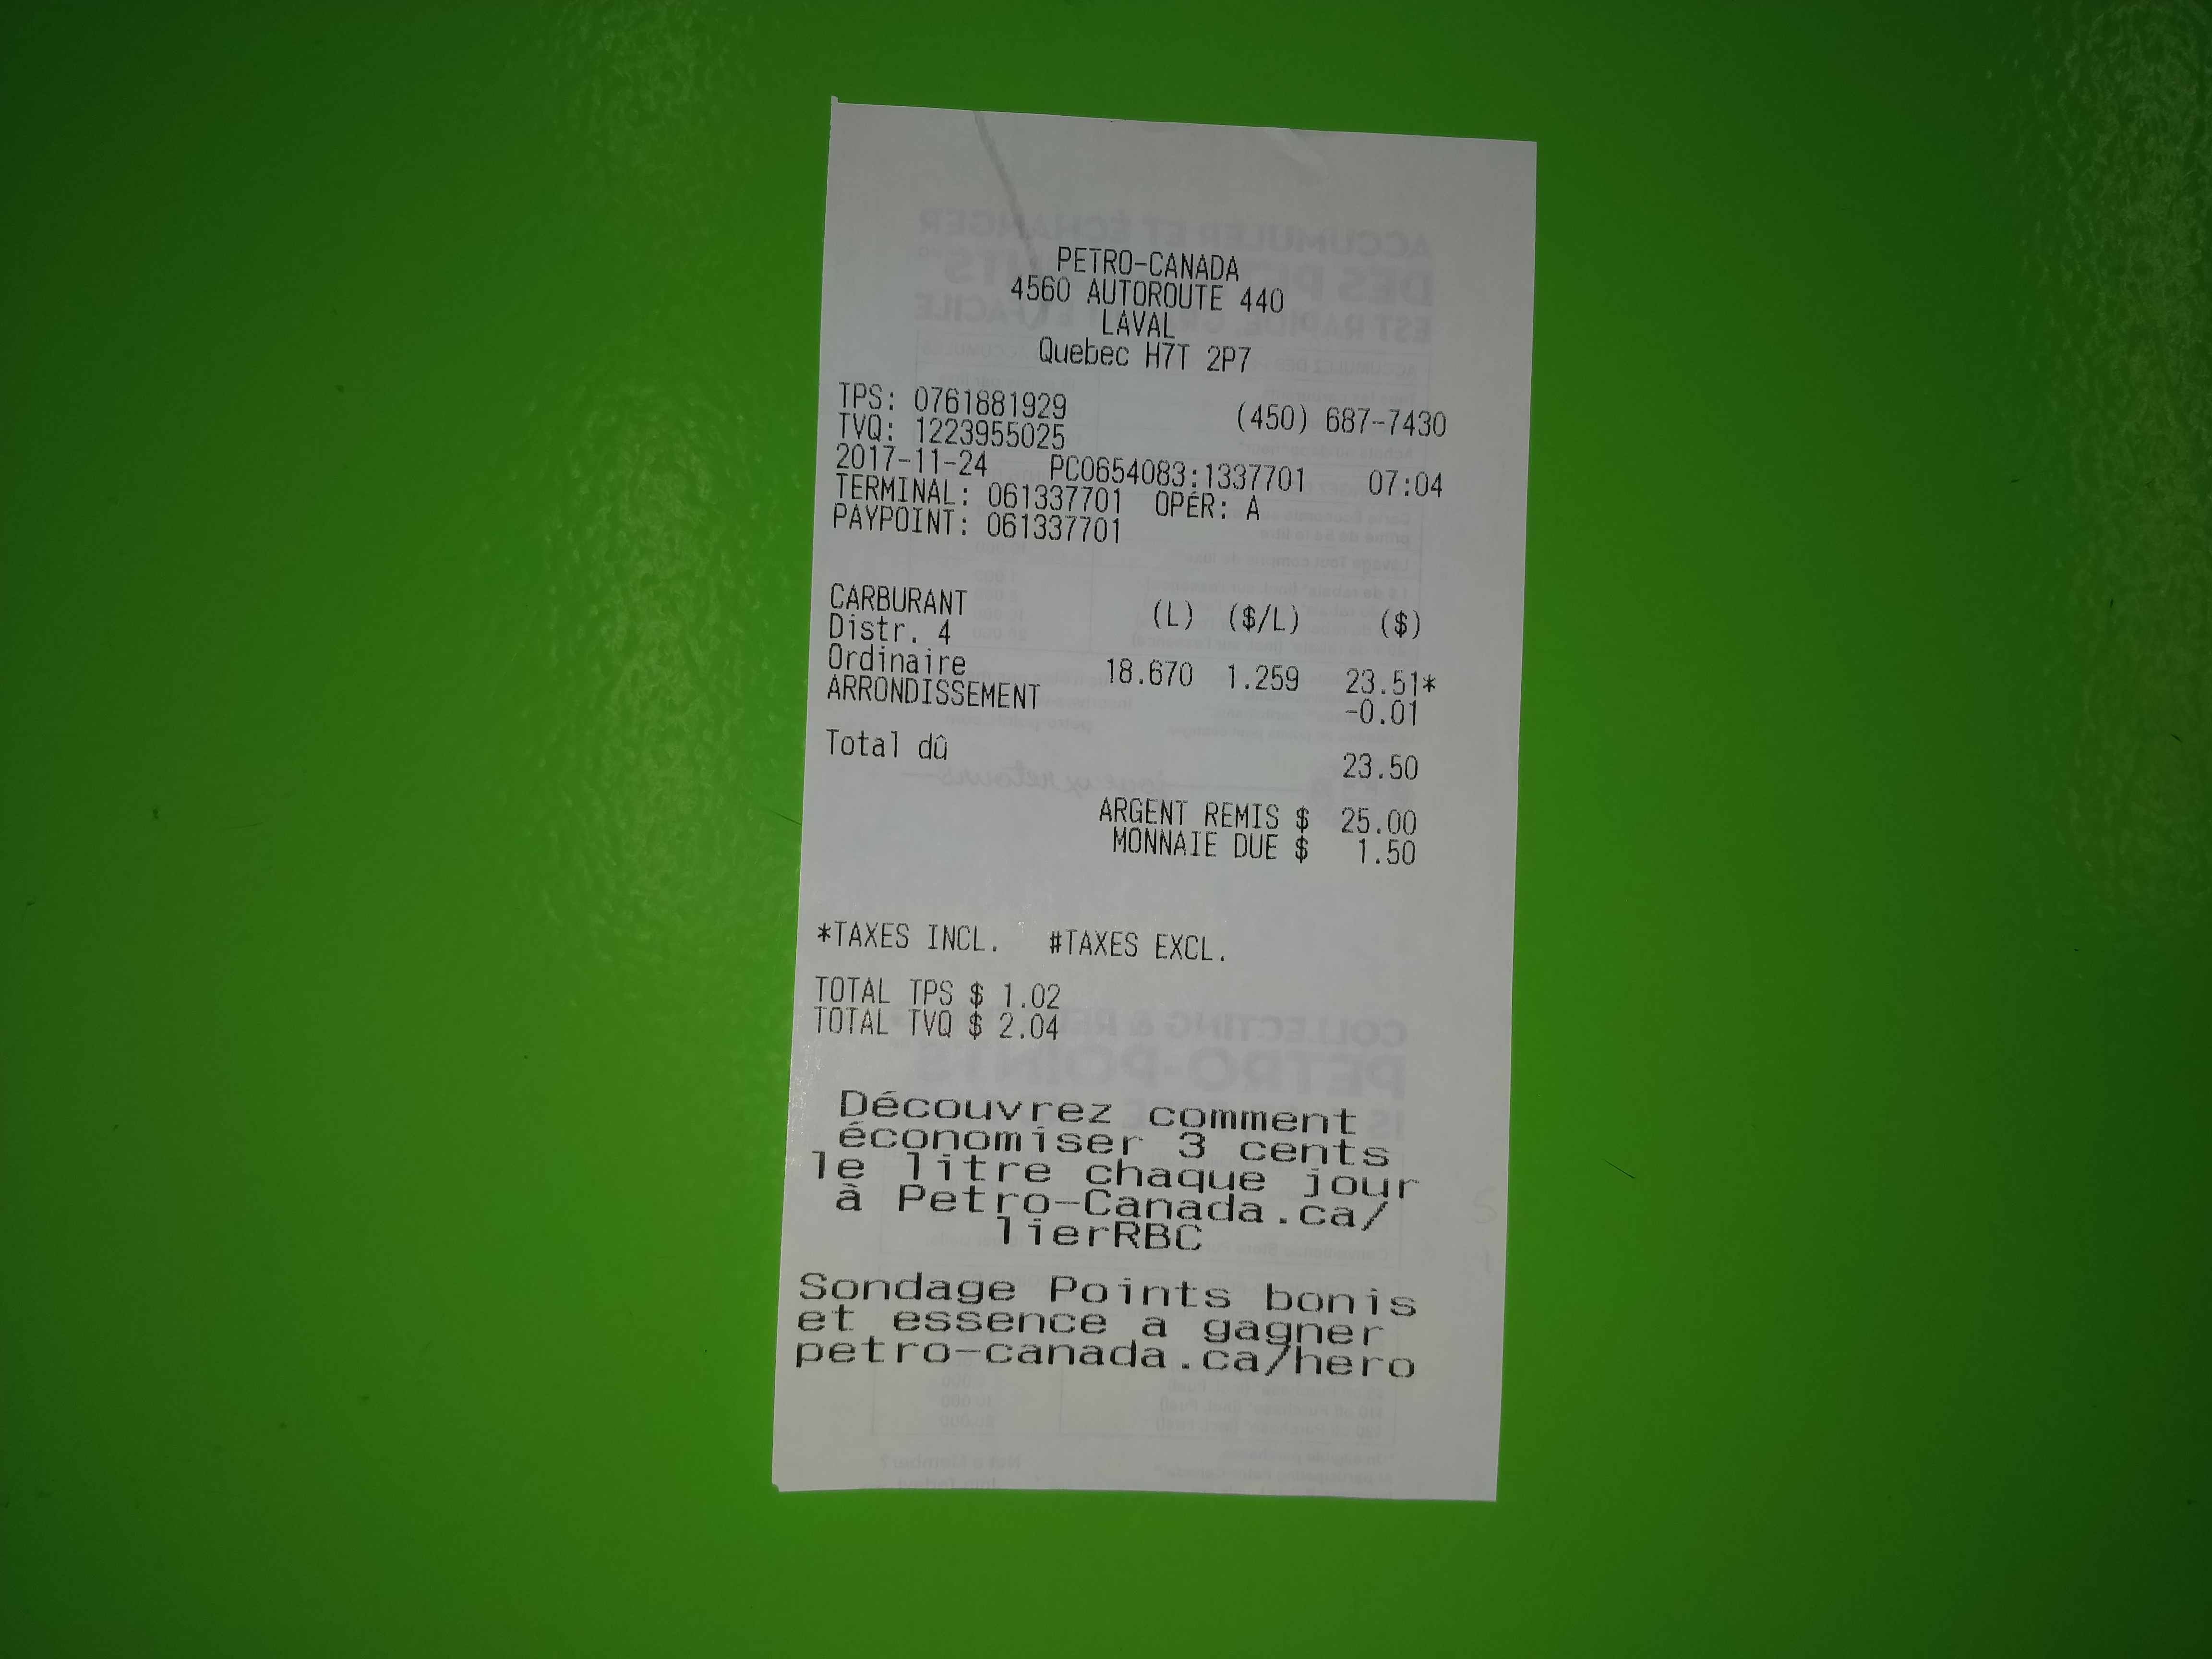 PETRO-CANADA
4560 AUTOROUTE 440
LAVAL
Quebec H7T 2P7
TPS: 0761881929 (450) 687-7430
TVQ: 1223955025
2017-11-24 PC0654083:1337701 07:04
TERMINAL: 061337701 OPÉR: A
PAYPOINT: 061337701
CARBURANT (L) ($/L) ($)
Distr. 4
Ordinaire 18.670 1.259 23.51*
ARRONDISSEMENT -0.01
Total dû 23.50
ARGENT REMIS $ 25.00
MONNAIE DUE $ 1.50
*TAXES INCL. #TAXES EXCL.
TOTAL TPS $ 1.02
TOTAL TVQ $ 2.04
Découvrez comment
économiser 3 cents
le litre chaque jour
à Petro-Canada.ca/
lierRBC
Sondage Points bonis
et essence a gagner
petro-canada.ca/hero